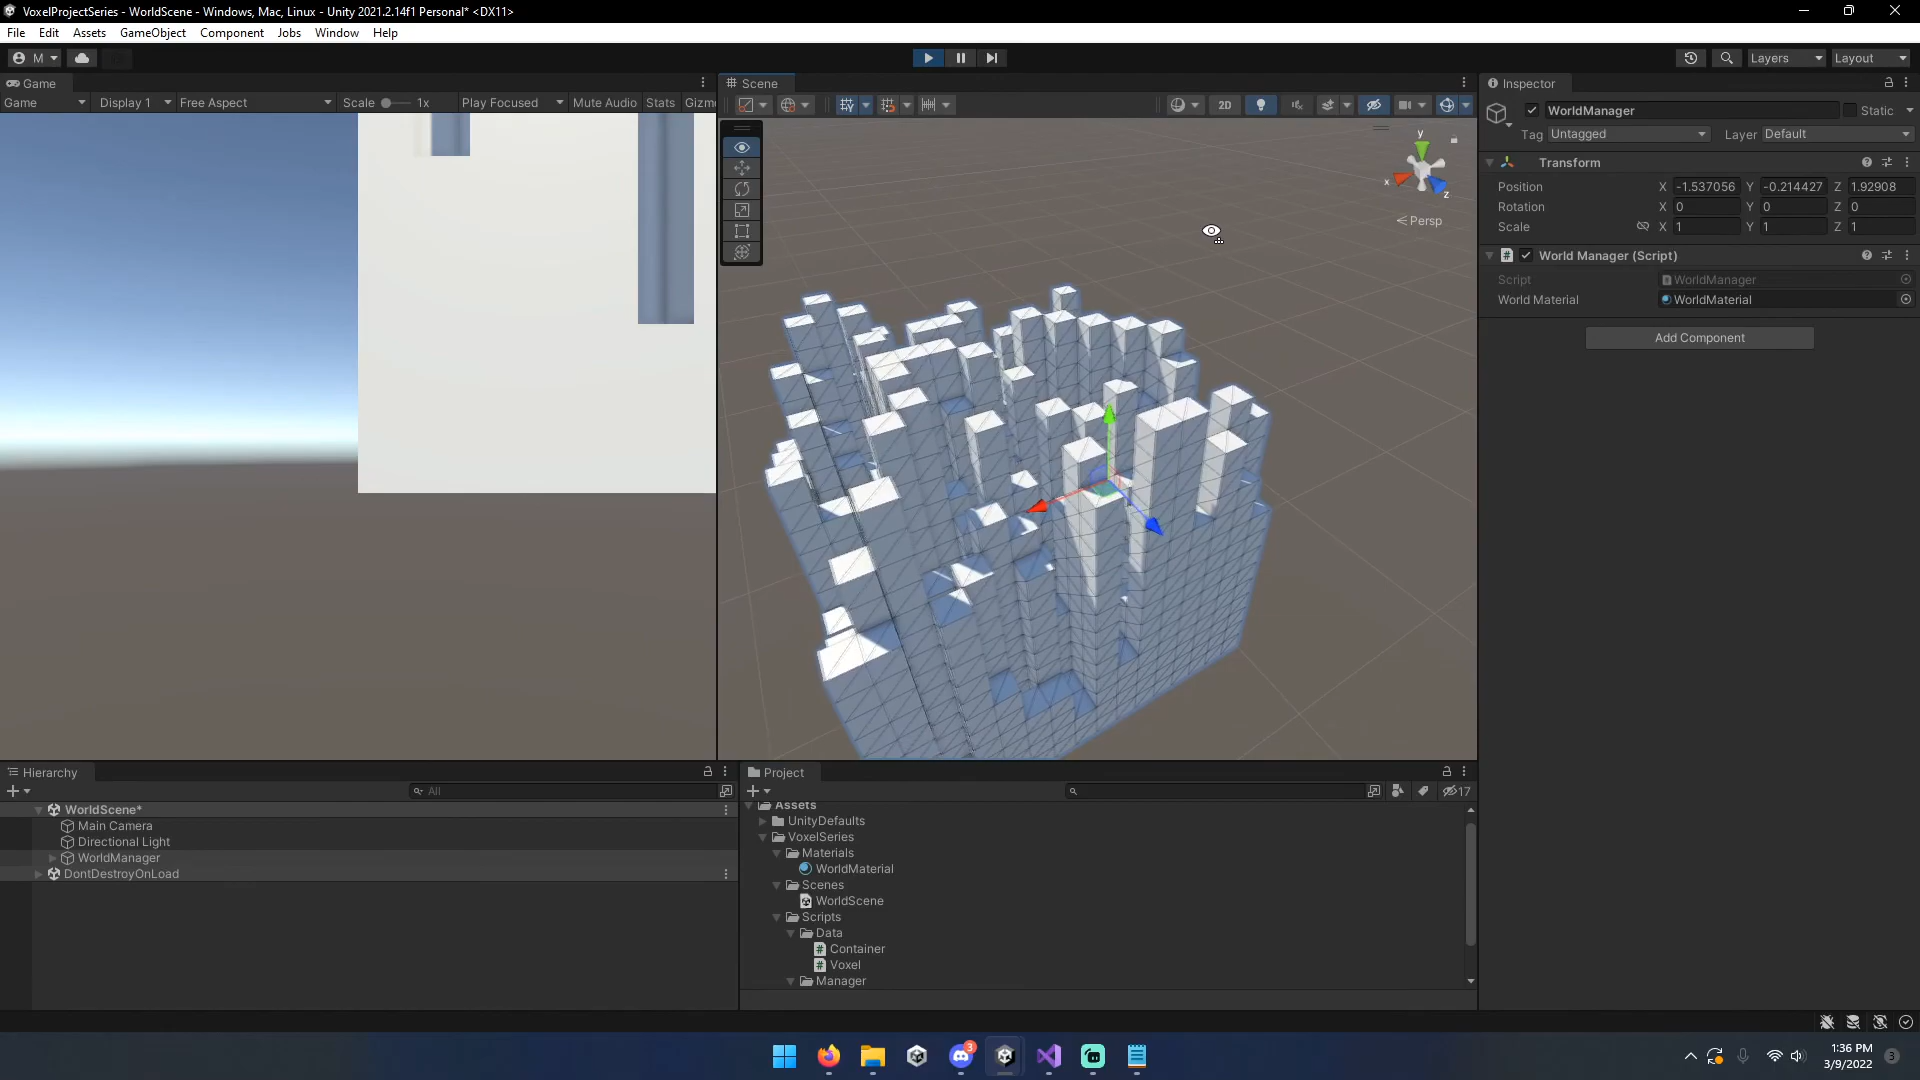 VoxelProjectSeries - WorldScene - Windows, Mac, Linux - Unity 2021.2.14f1 Personal* <DX11>
File Edit Assets GameObject Component Jobs Window Help
M Layers Layout
Game
Game Display 1 Free Aspect Scale 1x Play Focused Mute Audio Stats Gizm
Scene
2D
y
x
z
Persp
Inspector
WorldManager Static
Tag Untagged Layer Default
Transform
Position X -1.537056 Y -0.214427 Z 1.92908
Rotation X 0 Y 0 Z 0
Scale X 1 Y 1 Z 1
World Manager (Script)
Script WorldManager
World Material WorldMaterial
Add Component
Hierarchy
All
WorldScene*
Main Camera
Directional Light
WorldManager
DontDestroyOnLoad
Project
17
Assets
UnityDefaults
VoxelSeries
Materials
WorldMaterial
Scenes
WorldScene
Scripts
Data
Container
Voxel
Manager
3
1:36 PM
3/9/2022
3